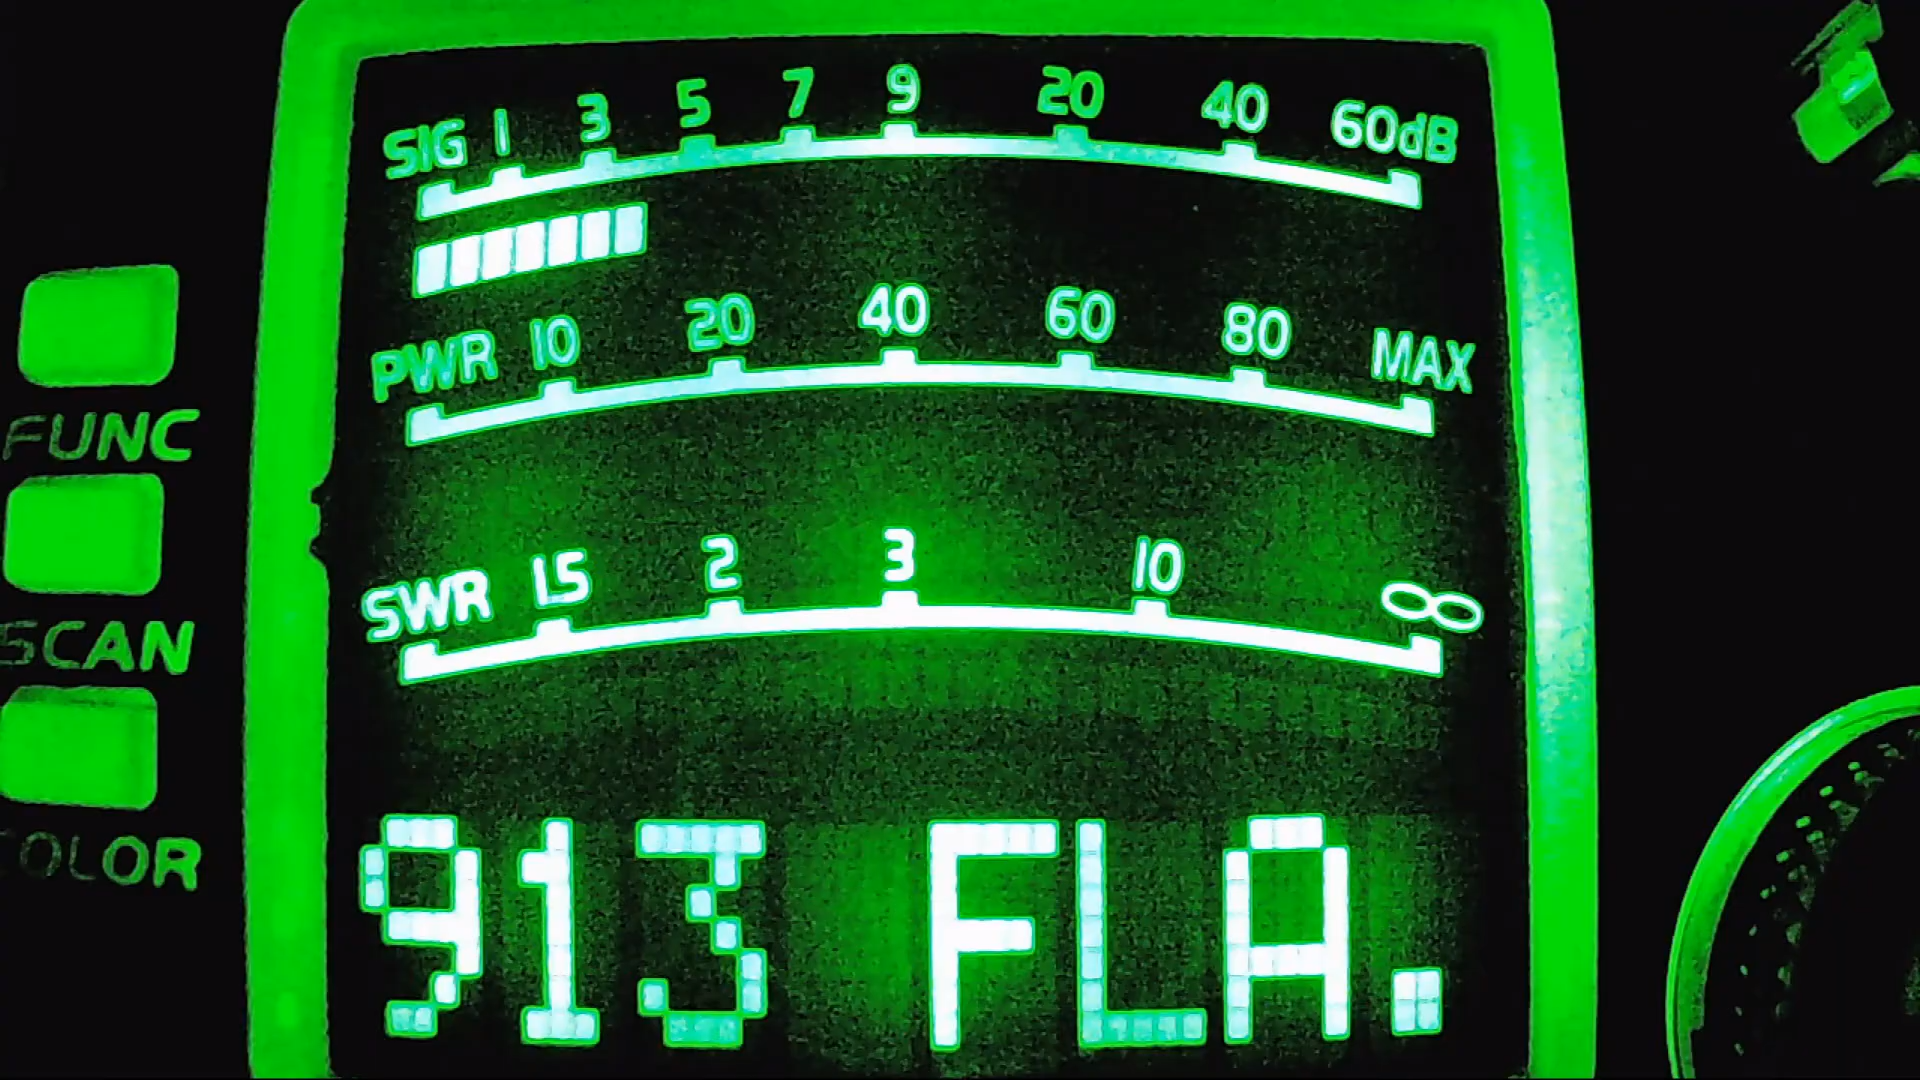 SIG 1 3 5 7 9 20 40 60dB
PWR 10 20 40 60 80 MAX
FUNC
SWR 1.5 2 3 10 ∞
SCAN
COLOR
913 FLA.